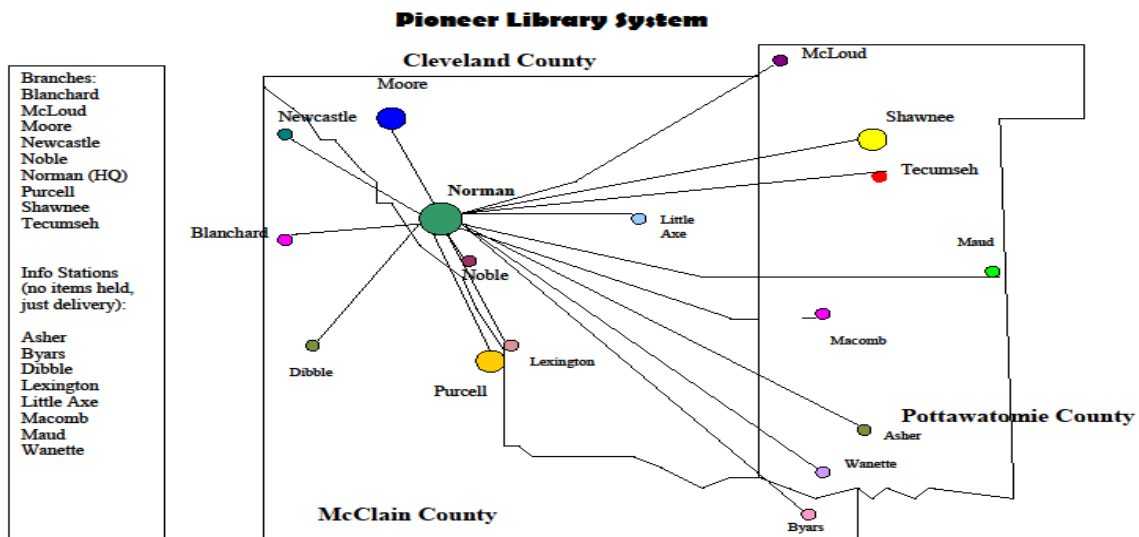 Pioneer Library System
Branches:
Blanchard
McLoud
Moore
Newcastle
Noble
Norman (HQ)
Purcell
Shawnee
Tecumseh
Info Stations
(no items held,
just delivery):
Asher
Byars
Dibble
Lexington
Little Axe
Macomb
Maud
Wanette
Cleveland County
McLoud
Moore
Newcastle
Shawnee
Tecumseh
Norman
Little
Axe
Blanchard
Maud
Noble
Macomb
Lexington
Dibble
Purcell
Pottawatomie County
Asher
Wanette
McClain County
Byars